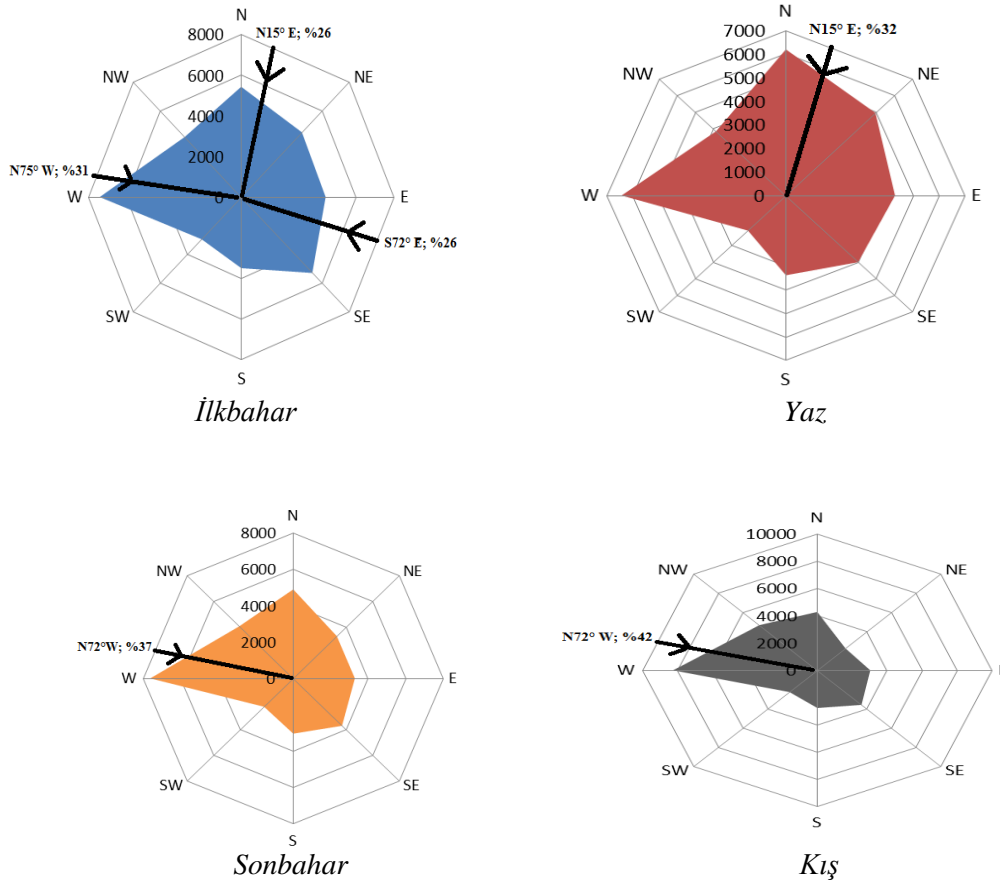 N
8000
N15° E; %26
NW
NE
6000
4000
2000
N75° W; %31
W
0
E
S72° E; %26
SW
SE
S
İlkbahar
7000
N15° E; %32
NW
N
NE
6000
5000
4000
3000
2000
1000
W
0
E
SW
SE
S
Yaz
N
8000
NW
NE
6000
4000
2000
N72°W; %37
W
0
E
SW
SE
S
Sonbahar
N
10000
NW
NE
8000
6000
4000
2000
N72° W; %42
W
0
SW
SE
S
Kış